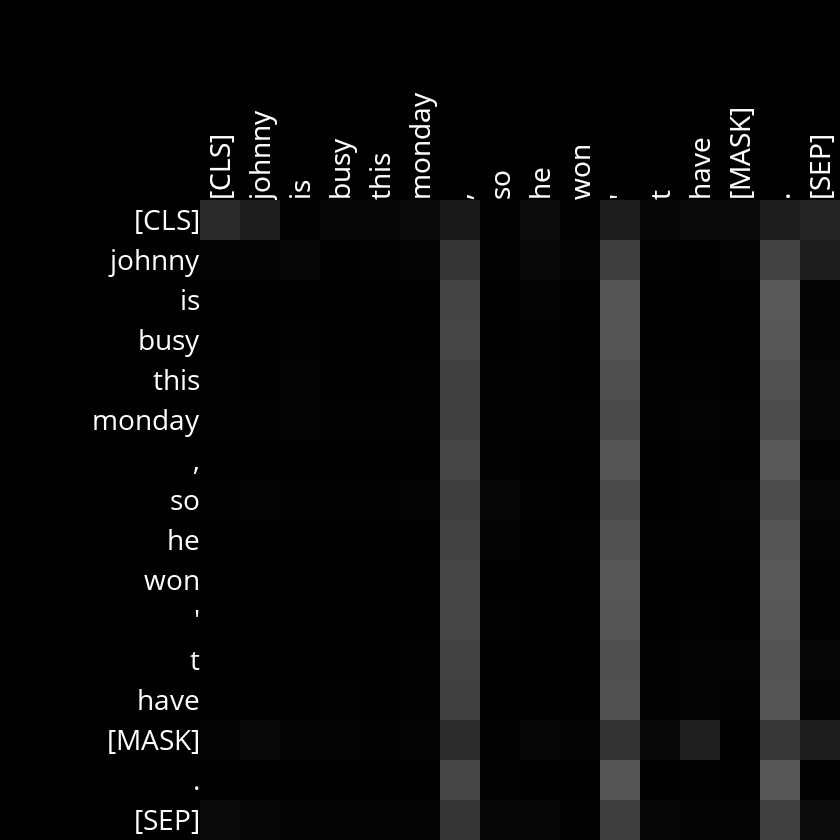 [CLS] johnny is busy this monday , so he won ' t have [MASK] . [SEP]
[CLS]
johnny
is
busy
this
monday
,
so
he
won
'
t
have
[MASK]
.
[SEP]